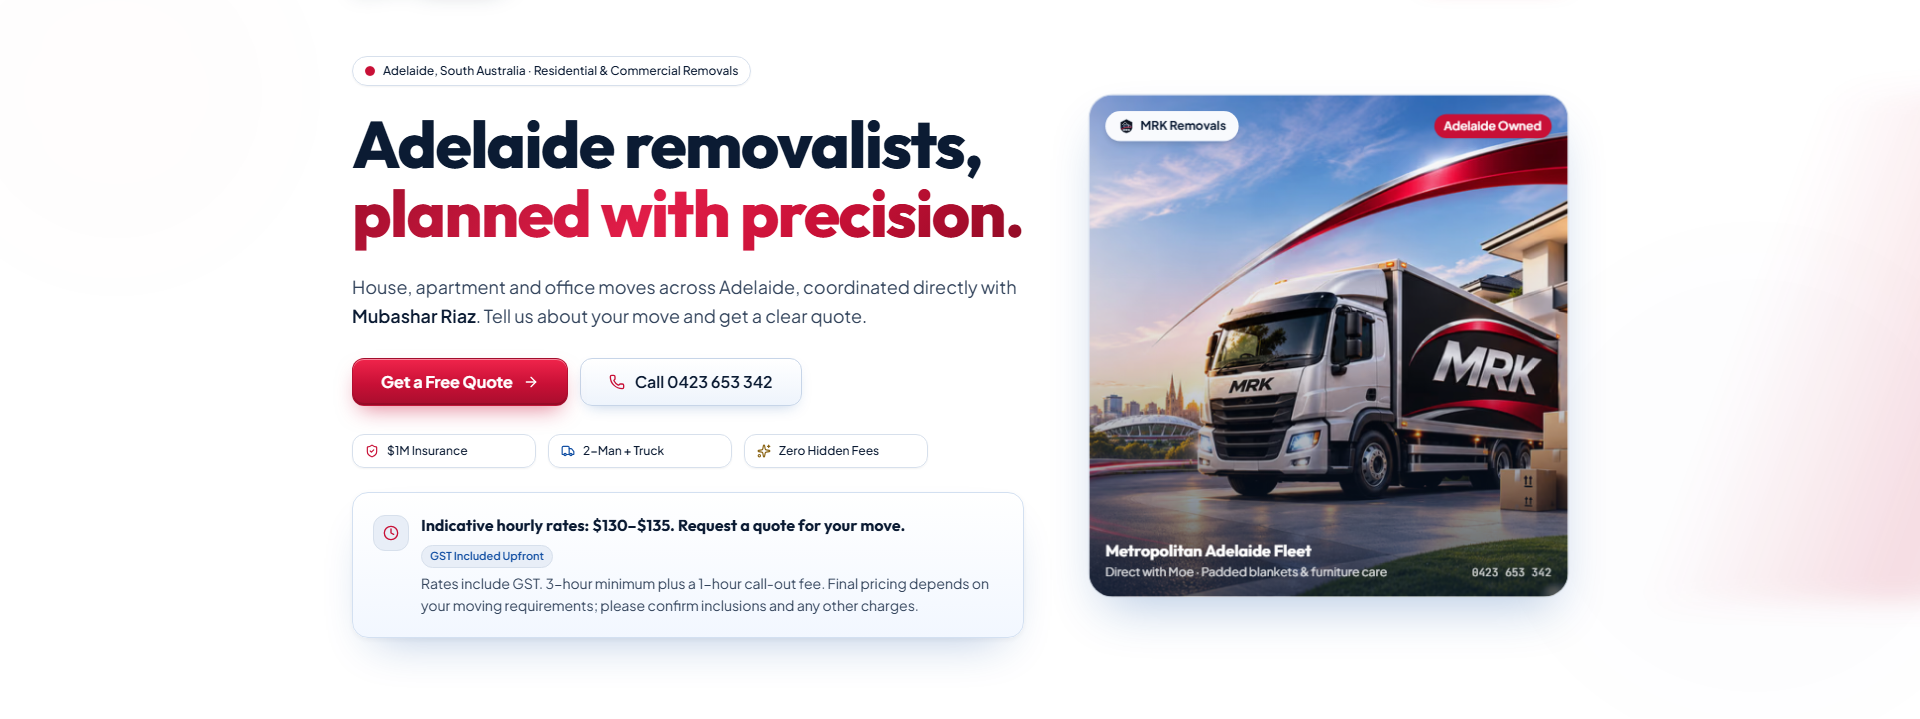 Adelaide, South Australia · Residential & Commercial Removals
Adelaide removalists,
planned with precision.
House, apartment and office moves across Adelaide, coordinated directly with
Mubashar Riaz. Tell us about your move and get a clear quote.
Get a Free Quote →
Call 0423 653 342
$1M Insurance
2-Man + Truck
Zero Hidden Fees
Indicative hourly rates: $130–$135. Request a quote for your move.
GST Included Upfront
Rates include GST. 3-hour minimum plus a 1-hour call-out fee. Final pricing depends on
your moving requirements; please confirm inclusions and any other charges.
MRK Removals
Adelaide Owned
MRK
MRK
Metropolitan Adelaide Fleet
Direct with Moe · Padded blankets & furniture care
0423 653 342